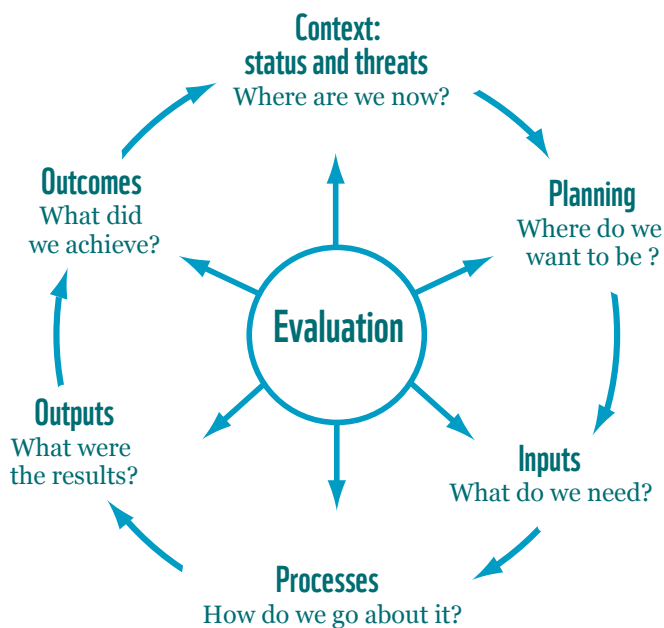 Context:
status and threats
Where are we now?
Planning
Where do we
want to be ?
Inputs
What do we need?
Processes
How do we go about it?
Outputs
What were
the results?
Outcomes
What did
we achieve?
Evaluation